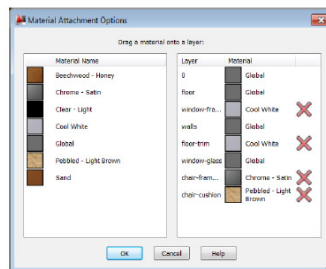 Material Attachment Options
Drag a material onto a layer:
Material Name
Beechwood - Honey
Chrome - Satin
Clear - Light
Cool White
Global
Pebbled - Light Brown
Sand
Layer Material
0 Global
floor Global
window-fra... Cool White
walls Global
floor-trim Cool White
window-glass Global
chair-fram... Chrome - Satin
chair-cushion Pebbled - Light
Brown
OK Cancel Help